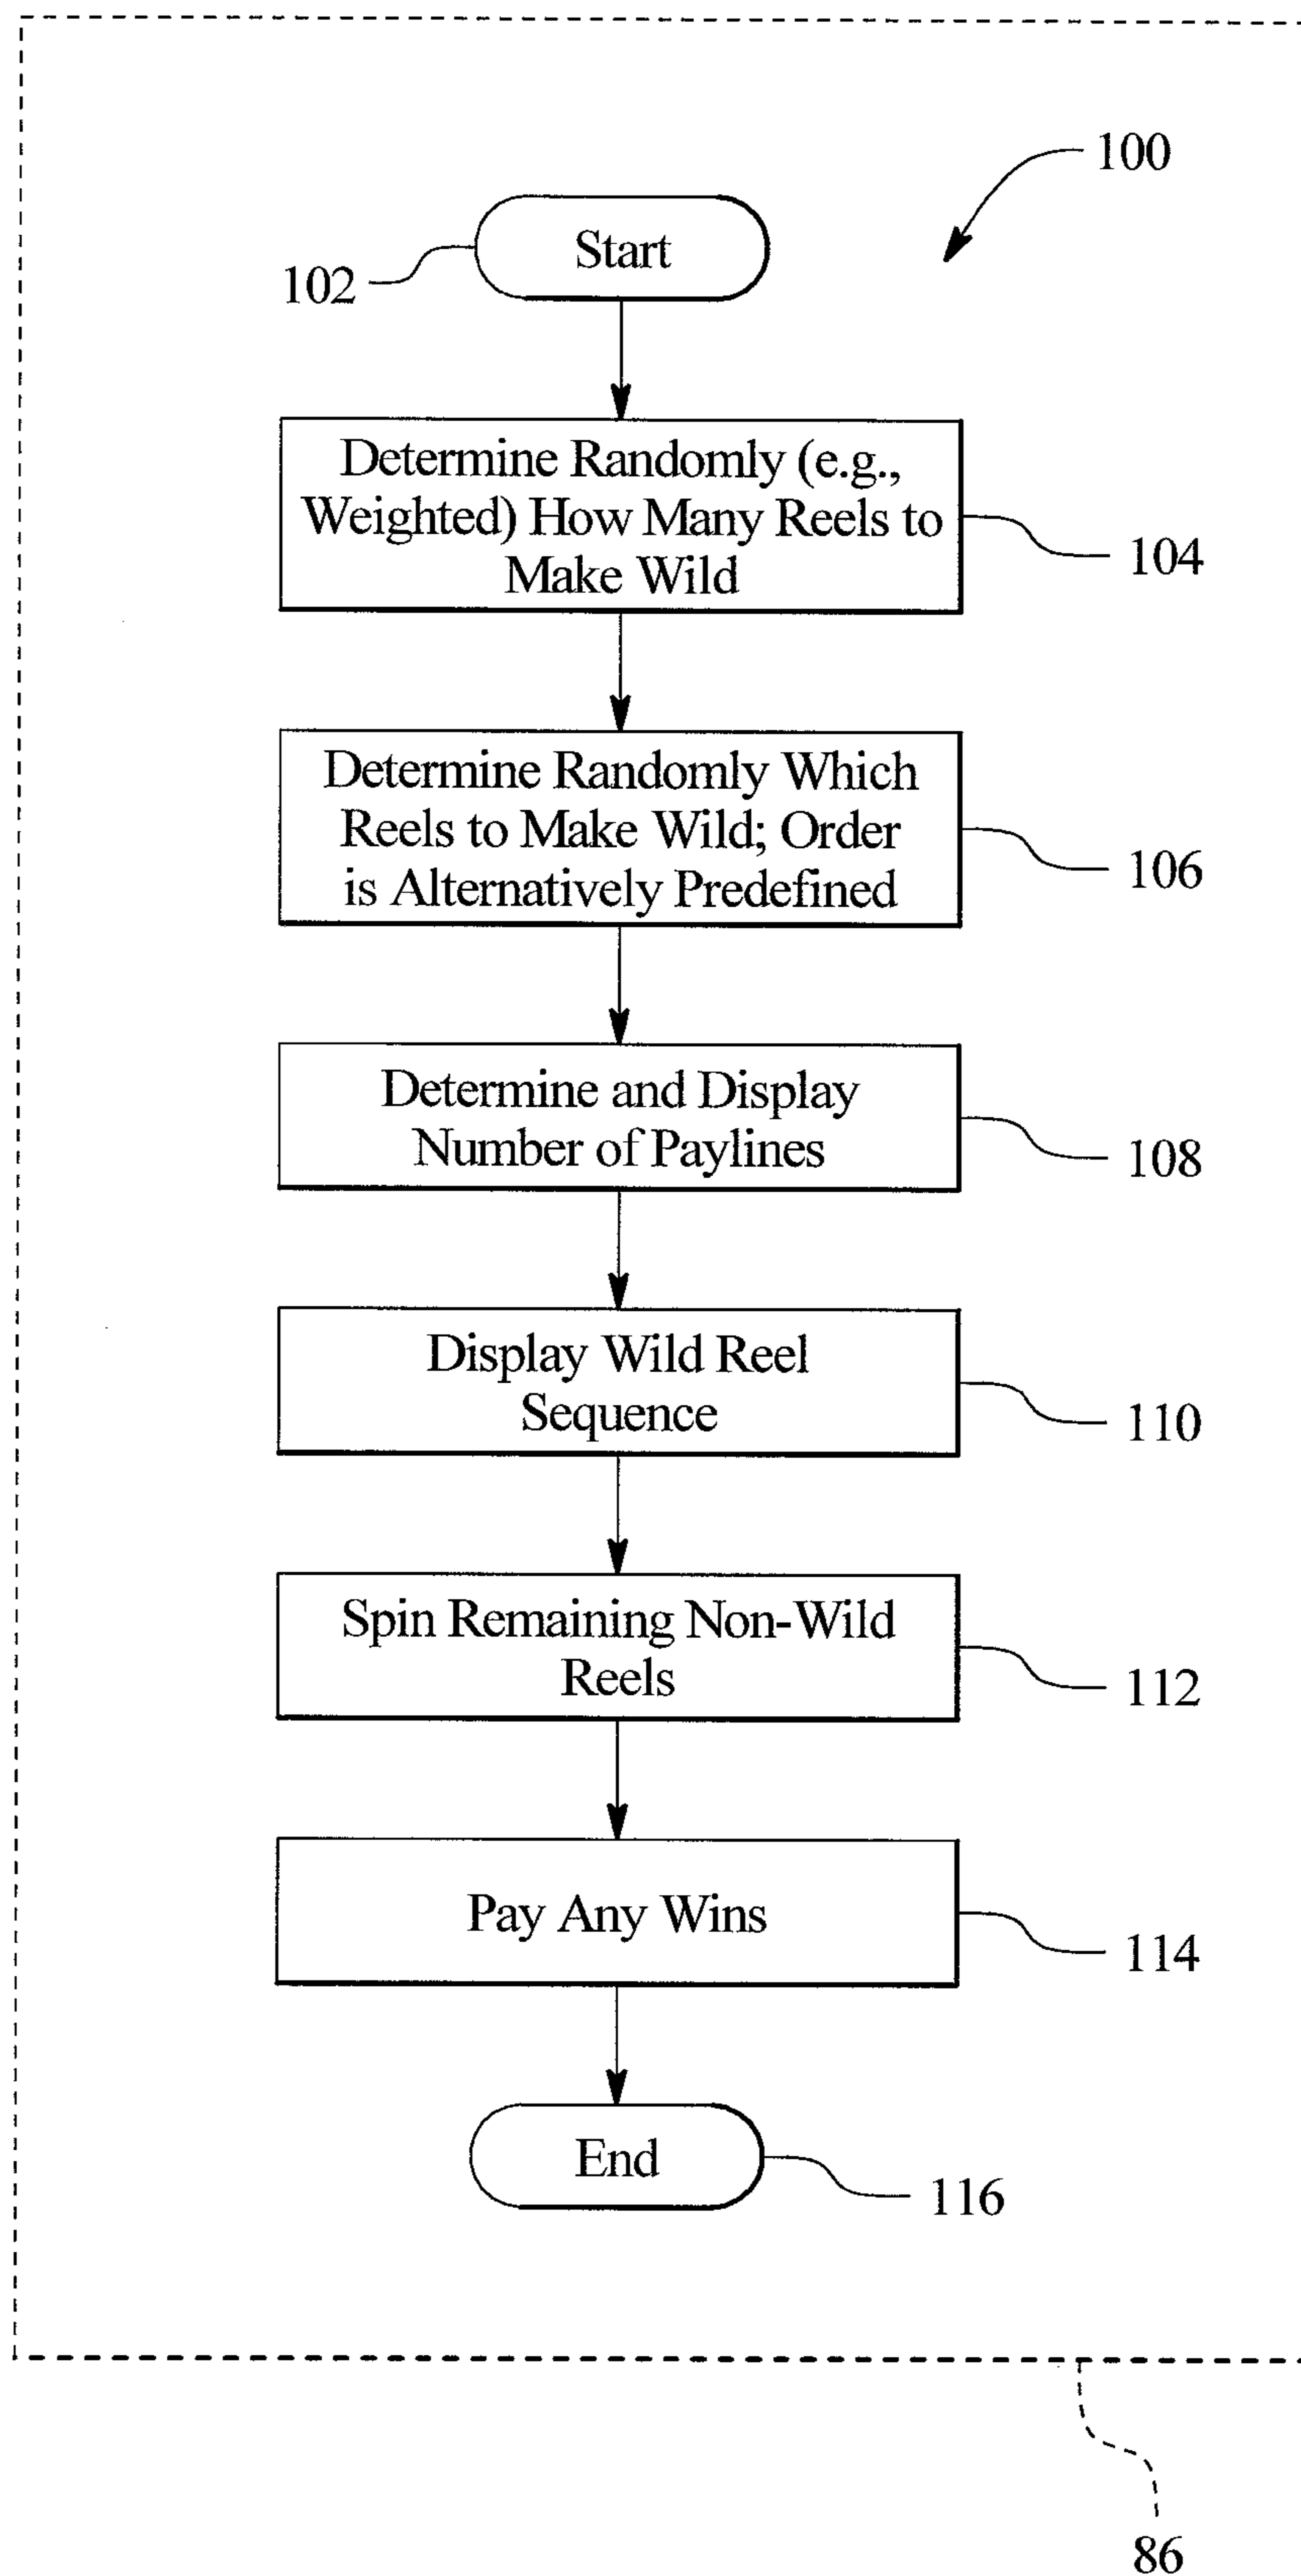 100
Start
102
Determine Randomly (e.g.,
Weighted) How Many Reels to
Make Wild
104
Determine Randomly Which
Reels to Make Wild; Order
is Alternatively Predefined
106
Determine and Display
Number of Paylines
108
Display Wild Reel
Sequence
110
Spin Remaining Non-Wild
Reels
112
Pay Any Wins
114
End
116
86